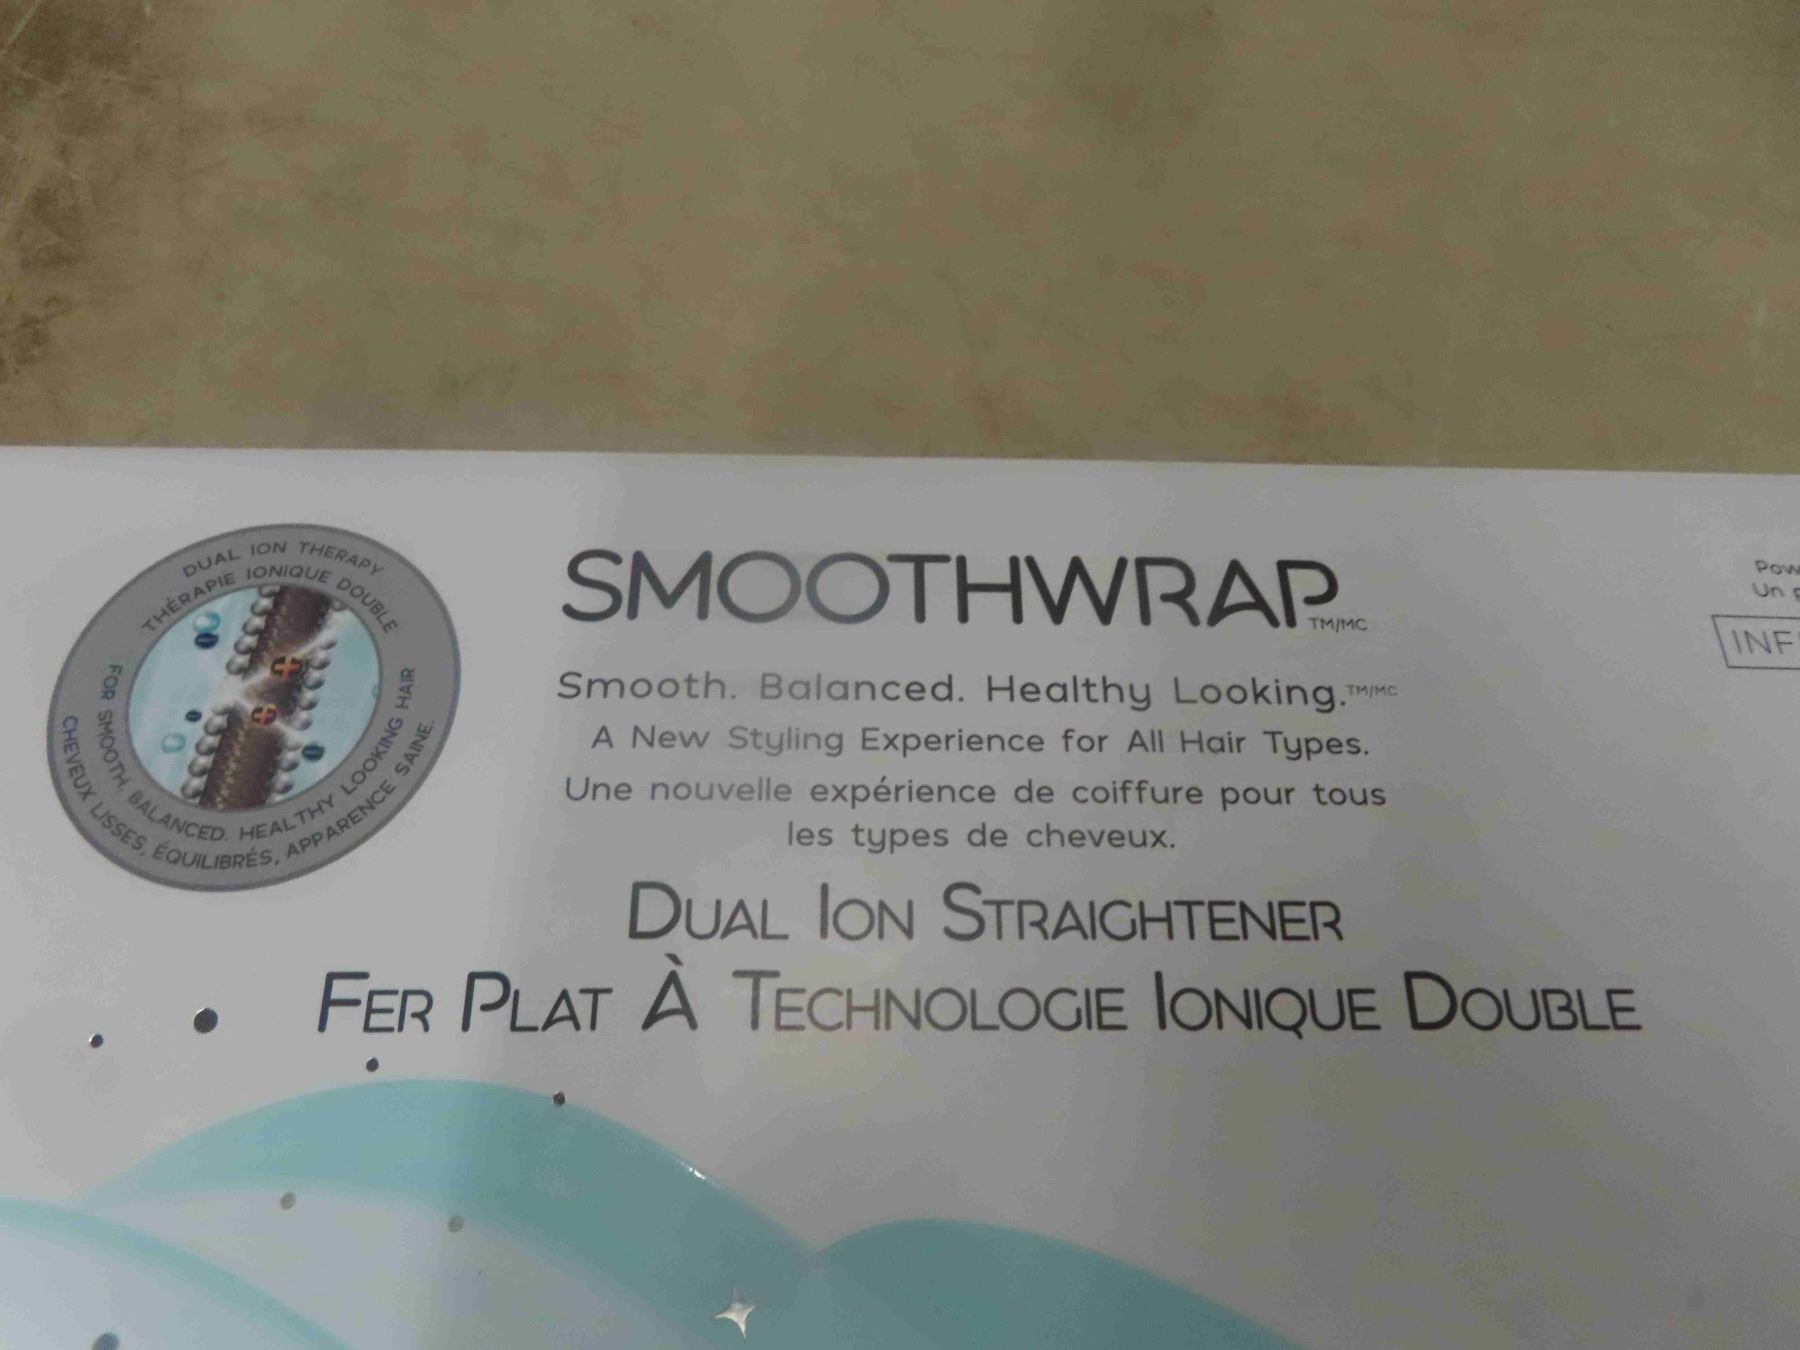 DUAL ION THERAPY
THÉRAPIE IONIQUE DOUBLE
FOR SMOOTH. BALANCED. HEALTHY LOOKING HAIR
CHEVEUX LISSES, ÉQUILIBRÉS, APPARENCE SAINE.
SMOOTHWRAP TM/MC
Smooth. Balanced. Healthy Looking.TM/MC
A New Styling Experience for All Hair Types.
Une nouvelle expérience de coiffure pour tous
les types de cheveux.
DUAL ION STRAIGHTENER
FER PLAT À TECHNOLOGIE IONIQUE DOUBLE
Un